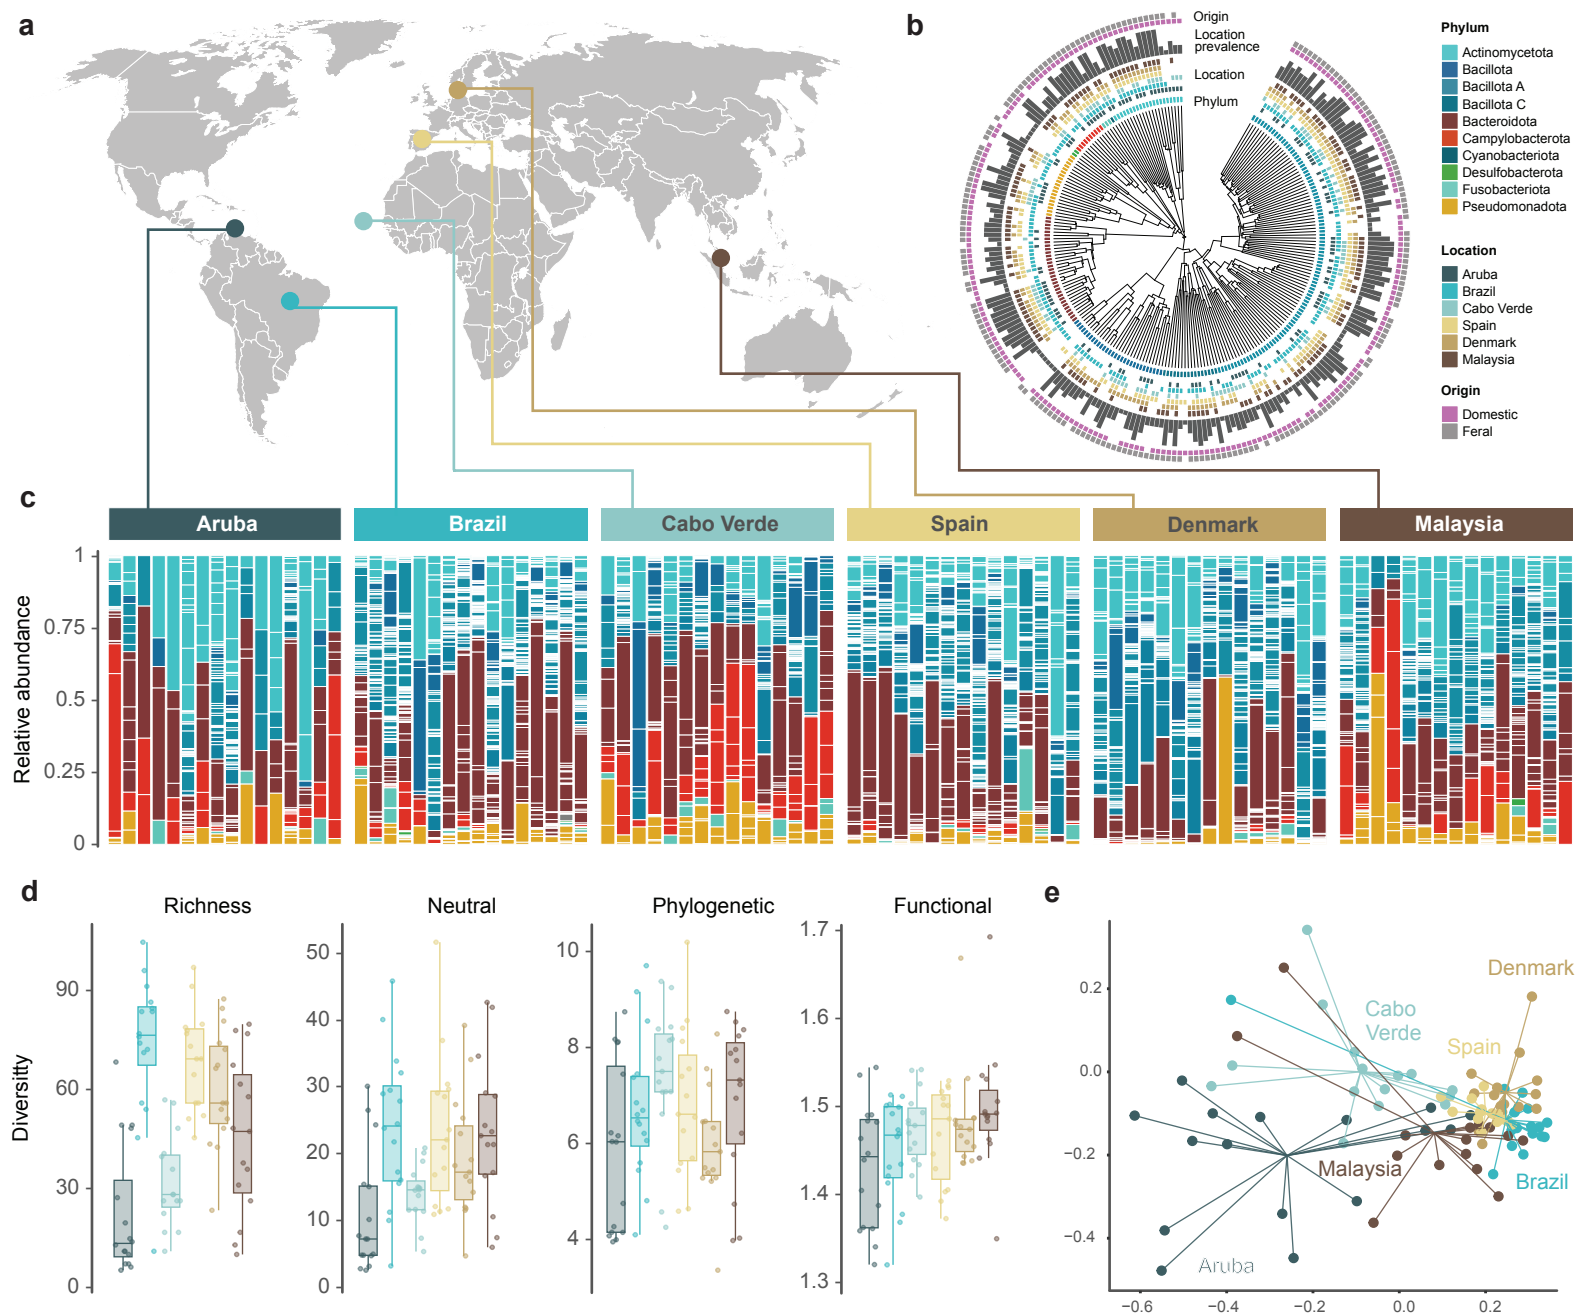 a
b
Origin
Location
prevalence
Location
Phylum
Phylum
Actinomycetota
Bacillota
Bacillota A
Bacillota C
Bacteroidota
Campylobacterota
Cyanobacteriota
Desulfobacterota
Fusobacteriota
Pseudomonadota
Location
Aruba
Brazil
Cabo Verde
Spain
Denmark
Malaysia
Origin
Domestic
Feral
c
Aruba
Brazil
Cabo Verde
Spain
Denmark
Malaysia
Relative abundance
1
0.75
0.5
0.25
0
d
Diversitty
Richness
90
60
30
0
Neutral
50
40
30
20
10
0
Phylogenetic
10
8
6
4
Functional
1.7
1.6
1.5
1.4
1.3
e
0.2
0.0
−0.2
−0.4
Denmark
Cabo
Verde
Spain
Malaysia
Brazil
Aruba
−0.6
−0.4
−0.2
0.0
0.2